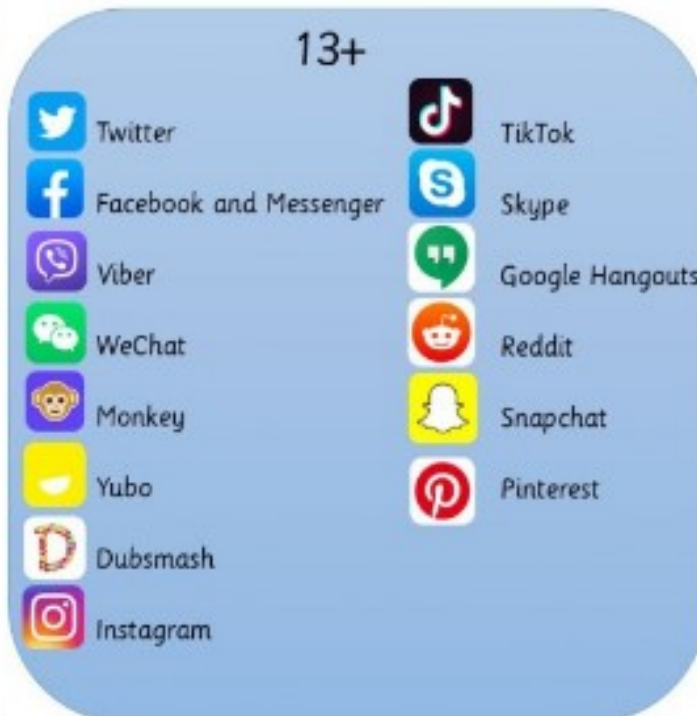 13+
Twitter
Facebook and Messenger
Viber
WeChat
Monkey
Yubo
Dubsmash
Instagram
TikTok
Skype
Google Hangouts
Reddit
Snapchat
Pinterest